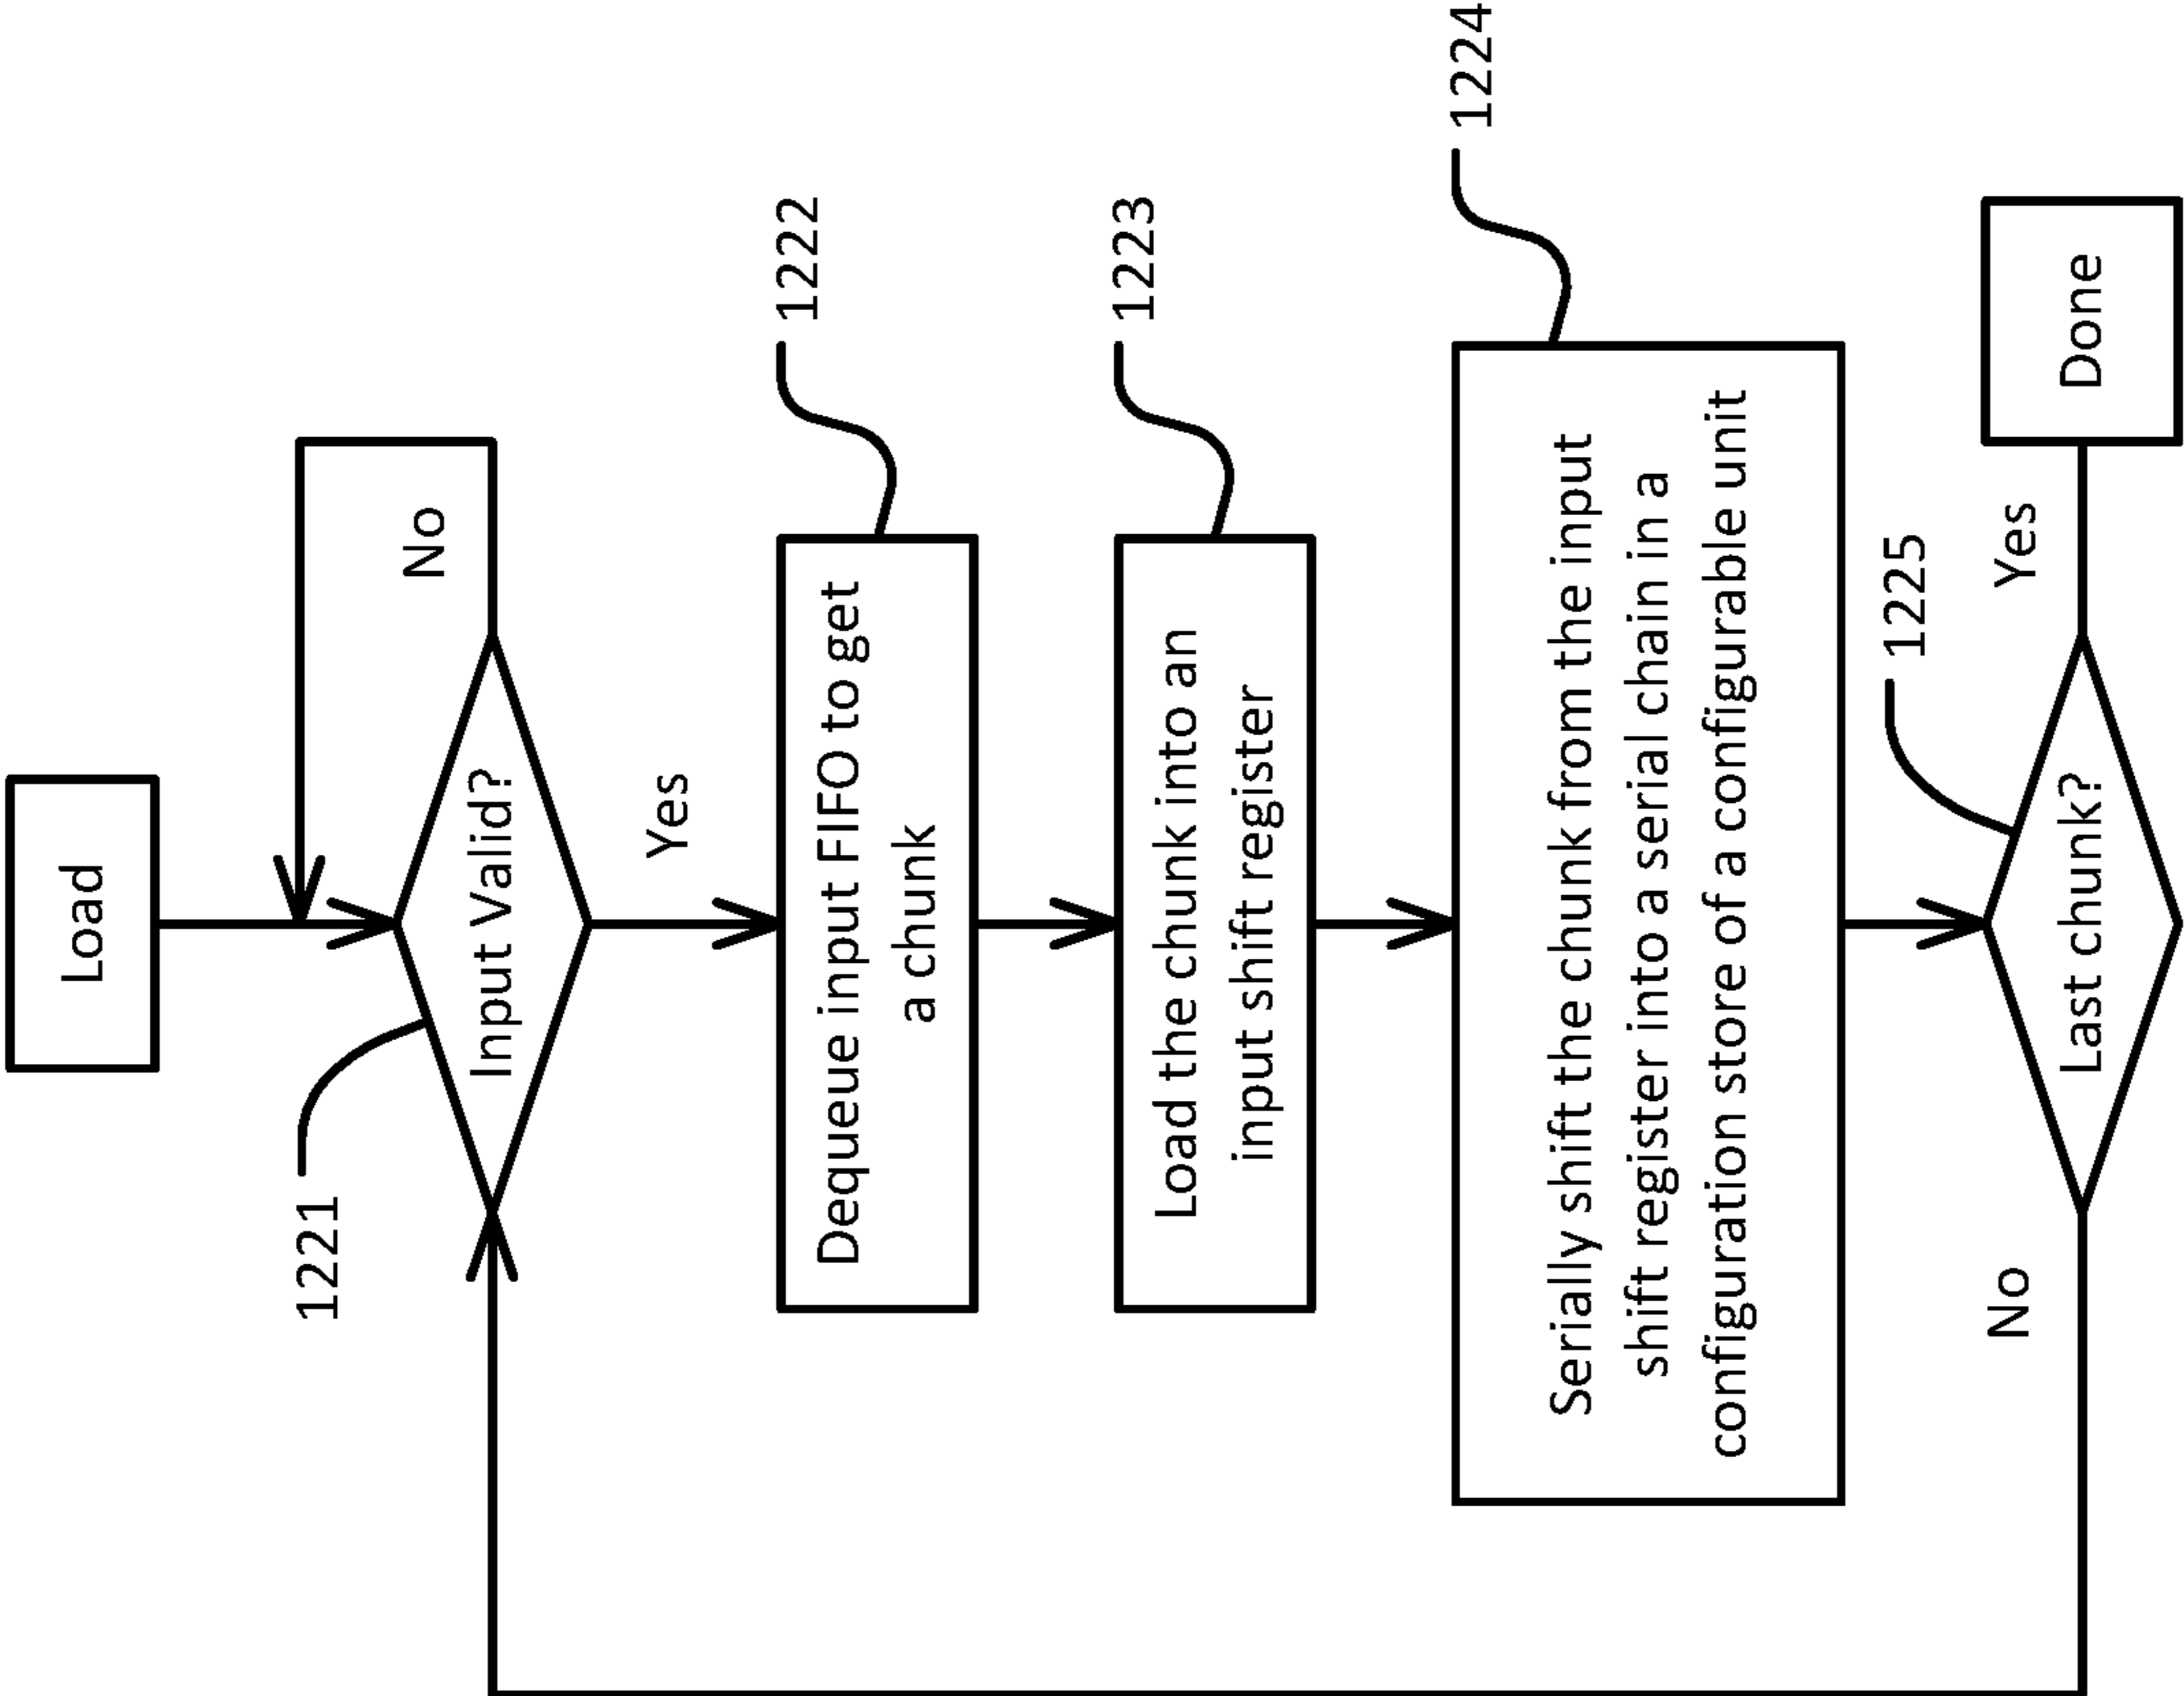 Load
1221
Input Valid?
No
Yes
Dequeue input FIFO to get
a chunk
1222
Load the chunk into an
input shift register
1223
Serially shift the chunk from the input
shift register into a serial chain in a
configuration store of a configurable unit
1224
1225
Last chunk?
No
Yes
Done